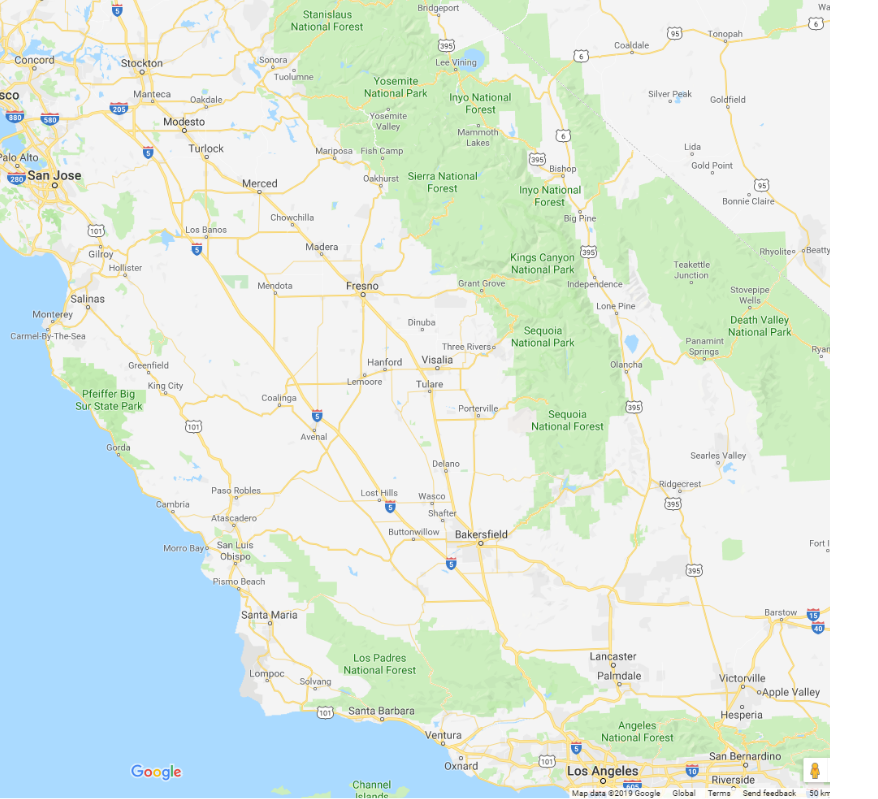 Stanislaus
National Forest
Bridgeport
5
6
95
Tonopah
Coaldale
395
6
Concord
Stockton
Sonora
Lee Vining
Tuolumne
Yosemite
National Park
Manteca
Oakdale
Inyo National
Forest
Silver Peak
Goldfield
sco
205
880
580
Modesto
Yosemite
Valley
Mammoth
Lakes
6
Turlock
5
Mariposa
Fish Camp
Lida
Palo Alto
395
Bishop
Gold Point
San Jose
280
Merced
Oakhurst
Sierra National
Forest
Inyo National
Forest
95
Bonnie Claire
Chowchilla
Big Pine
101
Los Banos
Gilroy
5
Madera
395
Rhyolite
Beatty
Hollister
Kings Canyon
National Park
Teakettle
Junction
Mendota
Fresno
Grant Grove
Independence
Salinas
Stovepipe
Wells
Lone Pine
Monterey
Dinuba
Death Valley
National Park
Carmel-By-The-Sea
Sequoia
National Park
Three Rivers
Panamint
Springs
Greenfield
Hanford
Visalia
Olancha
King City
Lemoore
Tulare
Pfeiffer Big
Sur State Park
Coalinga
Porterville
395
5
Sequoia
National Forest
101
Avenal
Gorda
Delano
Searles Valley
Ridgecrest
Paso Robles
Lost Hills
Wasco
395
Cambria
5
Shafter
Atascadero
Buttonwillow
Bakersfield
Morro Bay
San Luis
Obispo
5
395
Pismo Beach
Santa Maria
Barstow
15
40
Los Padres
National Forest
Lancaster
Lompoc
Solvang
Palmdale
Victorville
Apple Valley
101
Santa Barbara
Hesperia
Ventura
Angeles
National Forest
5
San Bernardino
Oxnard
101
Google
Los Angeles
10
Riverside
Channel
Islands
Map data ©2019 Google
Global
Terms
Send feedback
50 km